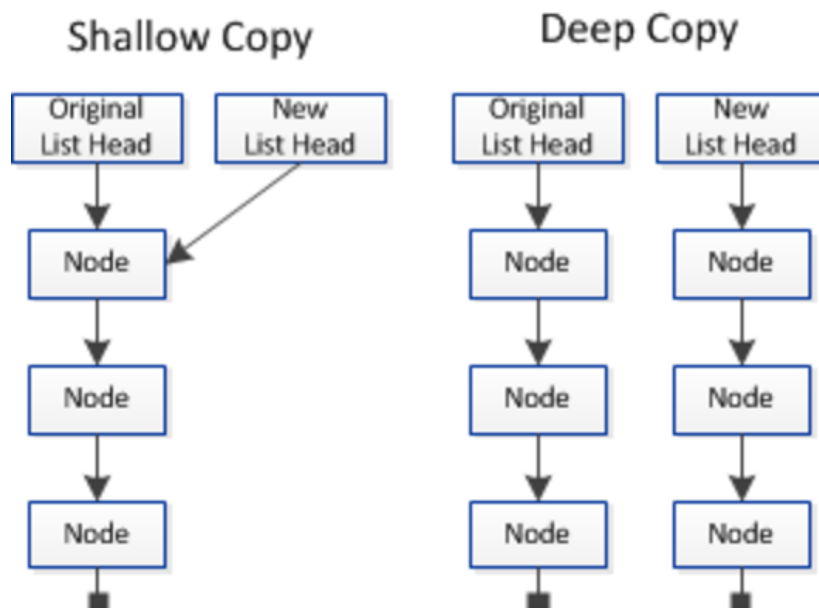 Shallow Copy
Original
List Head
New
List Head
Node
Node
Node
Deep Copy
Original
List Head
New
List Head
Node
Node
Node
Node
Node
Node